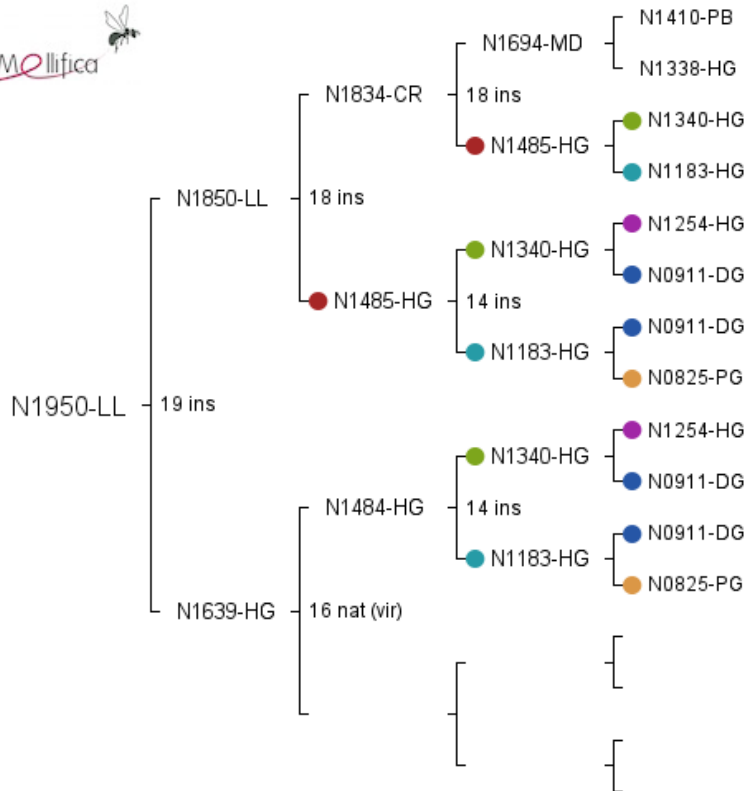 Mellifica
N1410-PB
N1694-MD
N1338-HG
N1834-CR
18 ins
N1340-HG
N1485-HG
N1183-HG
N1850-LL
18 ins
N1254-HG
N1340-HG
N0911-DG
N1485-HG
14 ins
N0911-DG
N1183-HG
N0825-PG
N1950-LL
19 ins
N1254-HG
N1340-HG
N0911-DG
N1484-HG
14 ins
N0911-DG
N1183-HG
N0825-PG
N1639-HG
16 nat (vir)